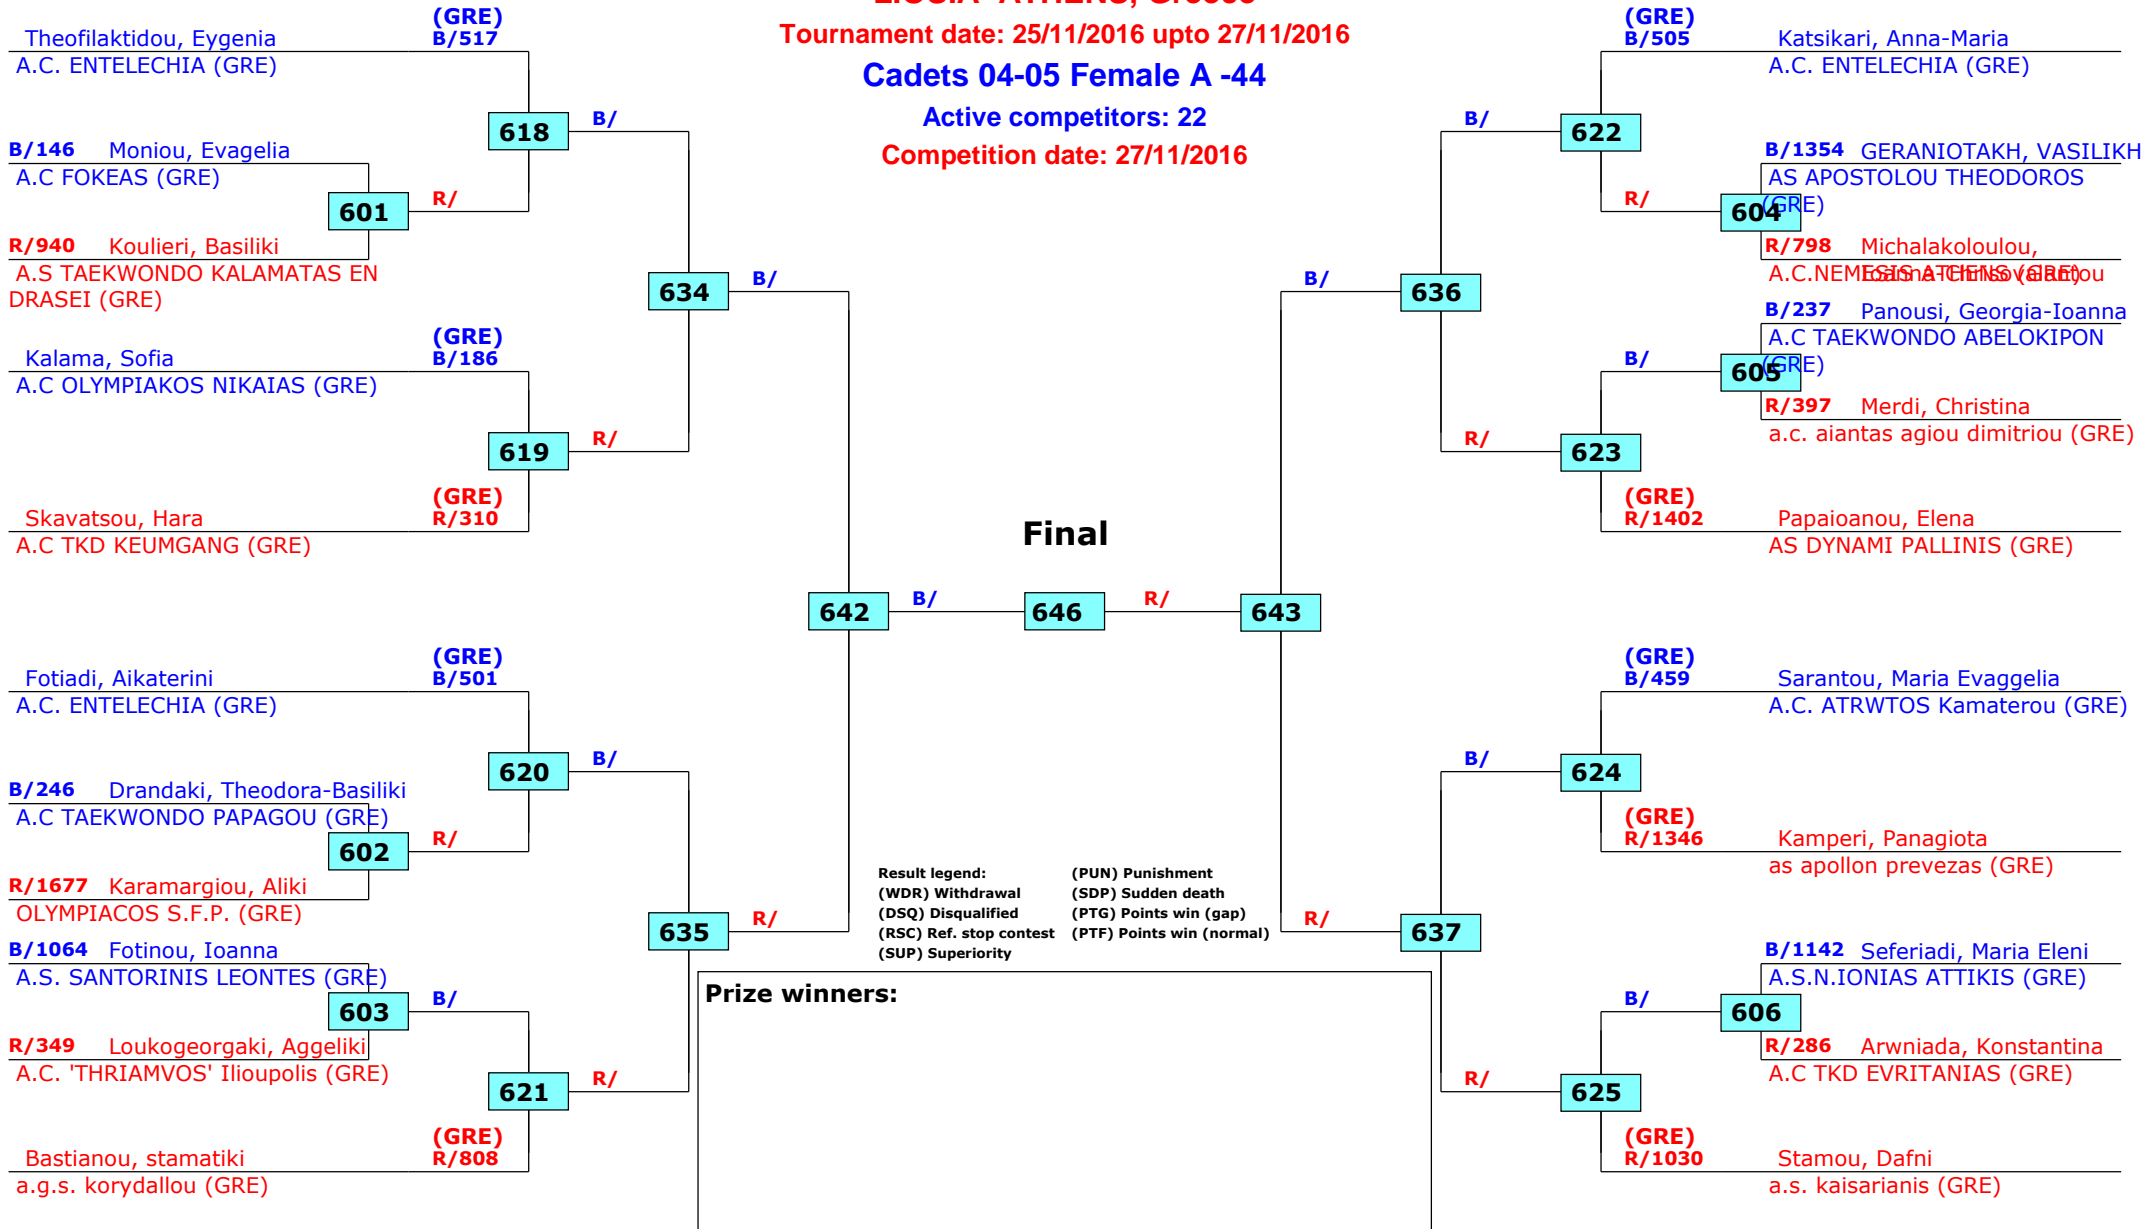 LIOSIA- ATHENS, Greece
Tournament date: 25/11/2016 upto 27/11/2016
Cadets 04-05 Female A -44
Active competitors: 22
Competition date: 27/11/2016
(GRE)
Theofilaktidou, Eygenia B/517
A.C. ENTELECHIA (GRE)
618 B/
B/146 Moniou, Evagelia
A.C FOKEAS (GRE)
601 R/
R/940 Koulieri, Basiliki
A.S TAEKWONDO KALAMATAS EN
DRASEI (GRE)
634 B/
(GRE)
Kalama, Sofia B/186
A.C OLYMPIAKOS NIKAIAS (GRE)
619 R/
(GRE)
Skavatsou, Hara R/310
A.C TKD KEUMGANG (GRE)
Final
642 B/ 646 R/ 643
(GRE)
Fotiadi, Aikaterini B/501
A.C. ENTELECHIA (GRE)
620 B/
B/246 Drandaki, Theodora-Basiliki
A.C TAEKWONDO PAPAGOU (GRE)
602 R/
R/1677 Karamargiou, Aliki
OLYMPIACOS S.F.P. (GRE)
635 R/
B/1064 Fotinou, Ioanna
A.S. SANTORINIS LEONTES (GRE)
603 B/
R/349 Loukogeorgaki, Aggeliki
A.C. 'THRIAMVOS' Ilioupolis (GRE)
621 R/
(GRE)
Bastianou, stamatiki R/808
a.g.s. korydallou (GRE)
(GRE)
B/505 Katsikari, Anna-Maria
A.C. ENTELECHIA (GRE)
B/ 622
B/1354 GERANIOTAKH, VASILIKH
AS APOSTOLOU THEODOROS
(GRE)
R/ 604
R/798 Michalakoloulou,
Ioanna-Chrisovalantou
A.C.NEMESIS ATHENS (GRE)
B/ 636
B/237 Panousi, Georgia-Ioanna
A.C TAEKWONDO ABELOKIPON
(GRE)
B/ 605
R/397 Merdi, Christina
a.c. aiantas agiou dimitriou (GRE)
R/ 623
(GRE)
R/1402 Papaioanou, Elena
AS DYNAMI PALLINIS (GRE)
(GRE)
B/459 Sarantou, Maria Evaggelia
A.C. ATRWTOS Kamaterou (GRE)
B/ 624
(GRE)
R/1346 Kamperi, Panagiota
as apollon prevezas (GRE)
R/ 637
B/1142 Seferiadi, Maria Eleni
A.S.N.IONIAS ATTIKIS (GRE)
B/ 606
R/286 Arwniada, Konstantina
A.C TKD EVRITANIAS (GRE)
R/ 625
(GRE)
R/1030 Stamou, Dafni
a.s. kaisarianis (GRE)
Result legend: (PUN) Punishment
(WDR) Withdrawal (SDP) Sudden death
(DSQ) Disqualified (PTG) Points win (gap)
(RSC) Ref. stop contest (PTF) Points win (normal)
(SUP) Superiority
Prize winners: